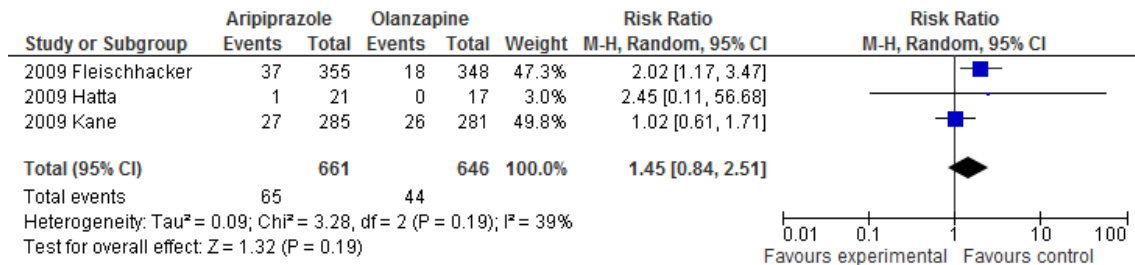 Aripiprazole Olanzapine Risk Ratio Risk Ratio
Study or Subgroup Events Total Events Total Weight M-H, Random, 95% CI M-H, Random, 95% CI
2009 Fleischhacker 37 355 18 348 47.3% 2.02 [1.17, 3.47]
2009 Hatta 1 21 0 17 3.0% 2.45 [0.11, 56.68]
2009 Kane 27 285 26 281 49.8% 1.02 [0.61, 1.71]
Total (95% CI) 661 646 100.0% 1.45 [0.84, 2.51]
Total events 65 44
Heterogeneity: Tau² = 0.09; Chi² = 3.28, df = 2 (P = 0.19); I² = 39%
Test for overall effect: Z = 1.32 (P = 0.19)
0.01 0.1 1 10 100
Favours experimental Favours control